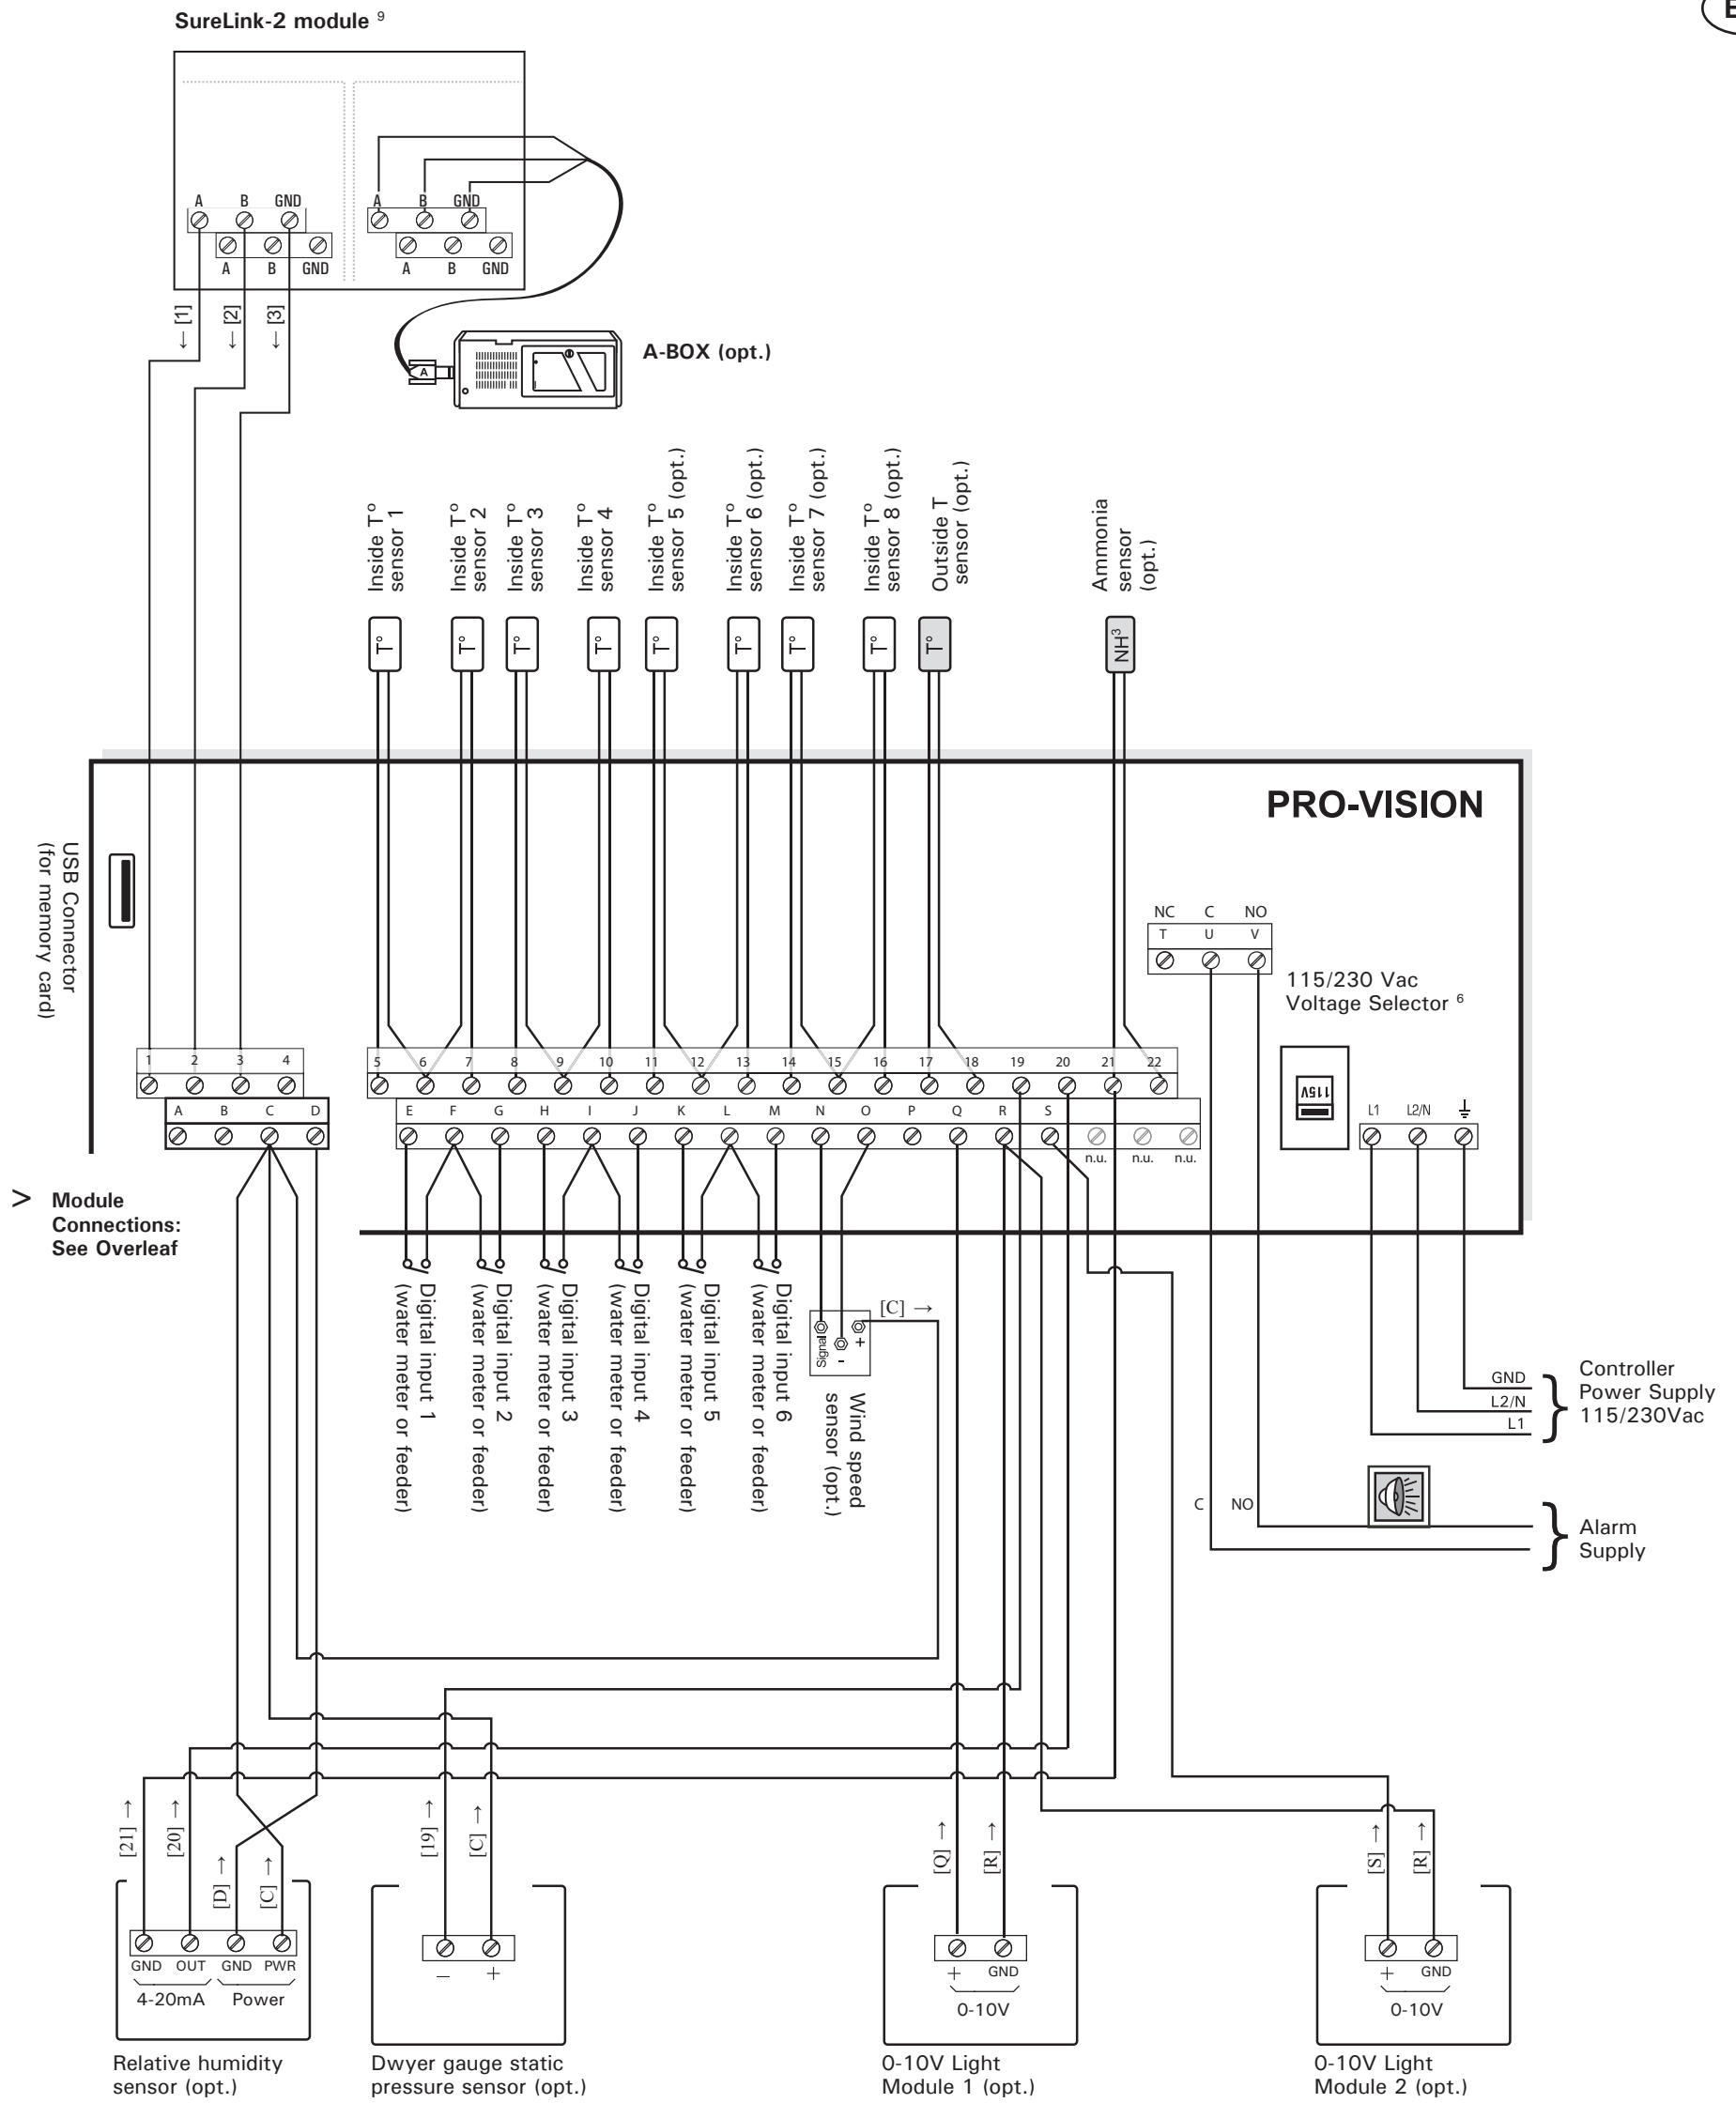 SureLink-2 module 9
E
A B GND
A B GND
A B GND
A B GND
← [1]
← [2]
← [3]
A
A-BOX (opt.)
Inside T°
sensor 1
Inside T°
sensor 2
Inside T°
sensor 3
Inside T°
sensor 4
Inside T°
sensor 5 (opt.)
Inside T°
sensor 6 (opt.)
Inside T°
sensor 7 (opt.)
Inside T°
sensor 8 (opt.)
Outside T
sensor (opt.)
Ammonia
sensor
(opt.)
T° T° T° T° T° T° T° T° T° NH3
PRO-VISION
USB Connector
(for memory card)
NC C NO
T U V
115/230 Vac
Voltage Selector 6
115V
1 2 3 4
5 6 7 8 9 10 11 12 13 14 15 16 17 18 19 20 21 22
A B C D
E F G H I J K L M N O P Q R S
n.u. n.u. n.u.
L1 L2/N
> Module
Connections:
See Overleaf
Digital input 1
(water meter or feeder)
Digital input 2
(water meter or feeder)
Digital input 3
(water meter or feeder)
Digital input 4
(water meter or feeder)
Digital input 5
(water meter or feeder)
Digital input 6
(water meter or feeder)
Signal - +
[C] →
Wind speed
sensor (opt.)
GND
L2/N
L1
Controller
Power Supply
115/230Vac
C NO
Alarm
Supply
[21] →
[20] →
[D] →
[C] →
[19] →
[C] →
[Q] →
[R] →
[S] →
[R] →
GND OUT GND PWR
4-20mA Power
Relative humidity
sensor (opt.)
− +
Dwyer gauge static
pressure sensor (opt.)
+ GND
0-10V
0-10V Light
Module 1 (opt.)
+ GND
0-10V
0-10V Light
Module 2 (opt.)